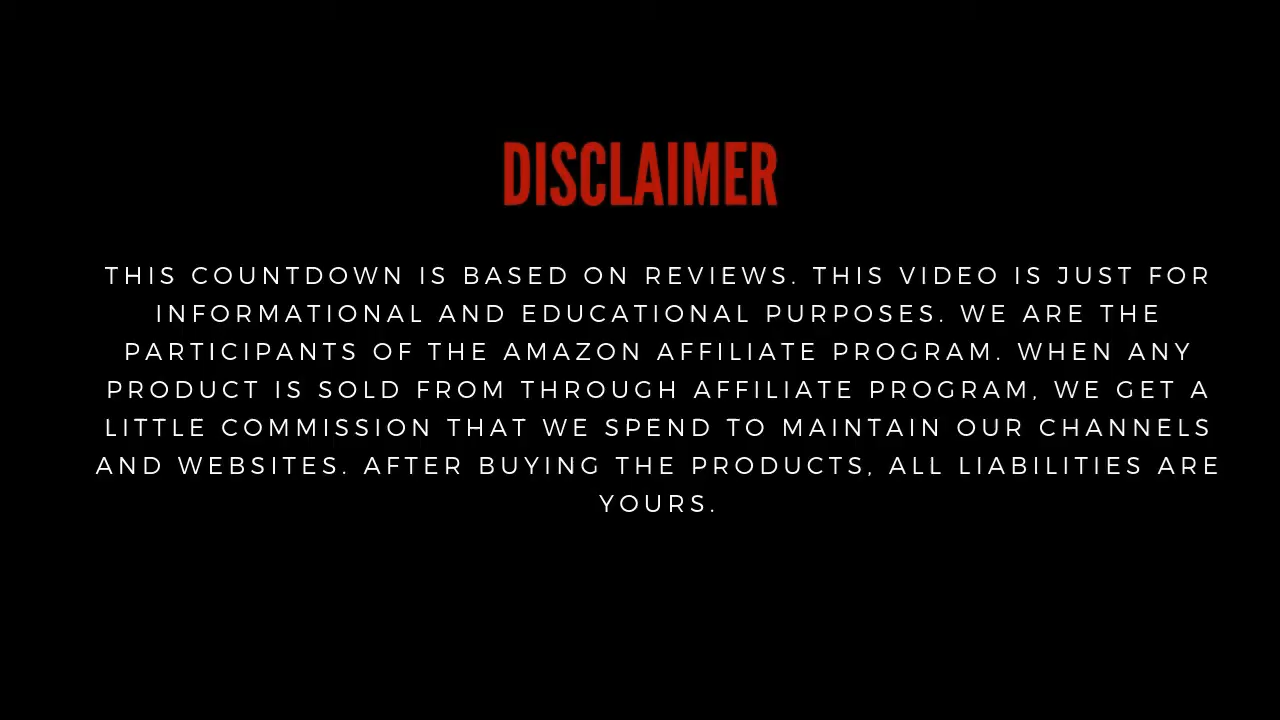 DISCLAIMER
THIS COUNTDOWN IS BASED ON REVIEWS. THIS VIDEO IS JUST FOR
INFORMATIONAL AND EDUCATIONAL PURPOSES. WE ARE THE
PARTICIPANTS OF THE AMAZON AFFILIATE PROGRAM. WHEN ANY
PRODUCT IS SOLD FROM THROUGH AFFILIATE PROGRAM, WE GET A
LITTLE COMMISSION THAT WE SPEND TO MAINTAIN OUR CHANNELS
AND WEBSITES. AFTER BUYING THE PRODUCTS, ALL LIABILITIES ARE
YOURS.